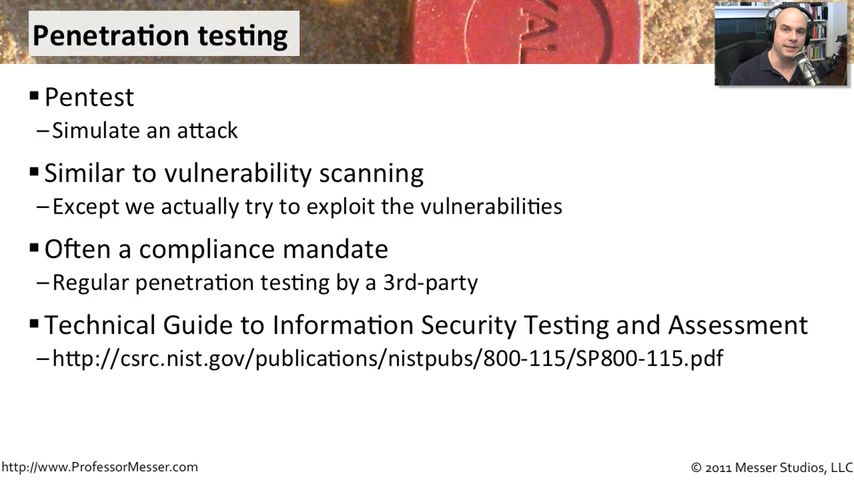 Penetration testing
▪ Pentest
–Simulate an attack
▪ Similar to vulnerability scanning
–Except we actually try to exploit the vulnerabilities
▪ Often a compliance mandate
–Regular penetration testing by a 3rd-party
▪ Technical Guide to Information Security Testing and Assessment
–http://csrc.nist.gov/publications/nistpubs/800-115/SP800-115.pdf
http://www.ProfessorMesser.com
© 2011 Messer Studios, LLC